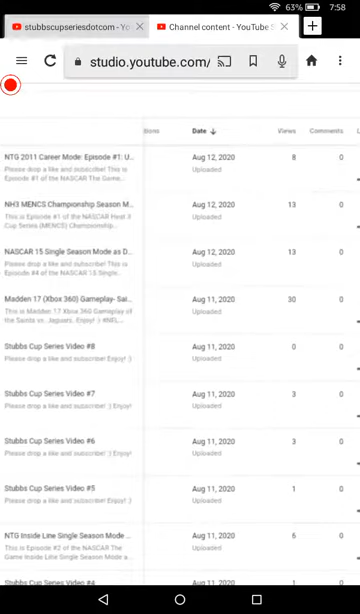 63% 7:58
stubbscupseriesdotcom - Yo
Channel content - YouTube S
studio.youtube.com/
tions Date Views Comments L
NTG 2011 Career Mode: Episode #1: U...
Please drop a like and subscribe! This is
Episode #1 of the NASCAR The Game...
Aug 12, 2020
Uploaded
8 0
NH3 MENCS Championship Season M...
This is Episode #1 of the NASCAR Heat 3
Cup Series (MENCS) Championship...
Aug 12, 2020
Uploaded
13 0
NASCAR 15 Single Season Mode as D...
Please drop a like and subscribe! This is
Episode #4 of the NASCAR 15 Single...
Aug 12, 2020
Uploaded
13 0
Madden 17 (Xbox 360) Gameplay- Sai...
This is Madden 17 Xbox 360 Gameplay of
the Saints vs. Jaguars. Enjoy! :) #NFL...
Aug 11, 2020
Uploaded
30 0
Stubbs Cup Series Video #8
Please drop a like and subscribe! Enjoy! :)
Aug 11, 2020
Uploaded
0 0
Stubbs Cup Series Video #7
Please drop a like and subscribe! :) Enjoy!
Aug 11, 2020
Uploaded
3 0
Stubbs Cup Series Video #6
Please drop a like and subscribe! :) Enjoy!
Aug 11, 2020
Uploaded
3 0
Stubbs Cup Series Video #5
Please drop a like and subscribe! Enjoy! :)
Aug 11, 2020
Uploaded
1 0
NTG Inside Line Single Season Mode ...
This is Episode #2 of the NASCAR The
Game Inside Line Single Season Mode a...
Aug 11, 2020
Uploaded
6 0
Stubbs Cup Series Video #4
Aug 11, 2020
1 0